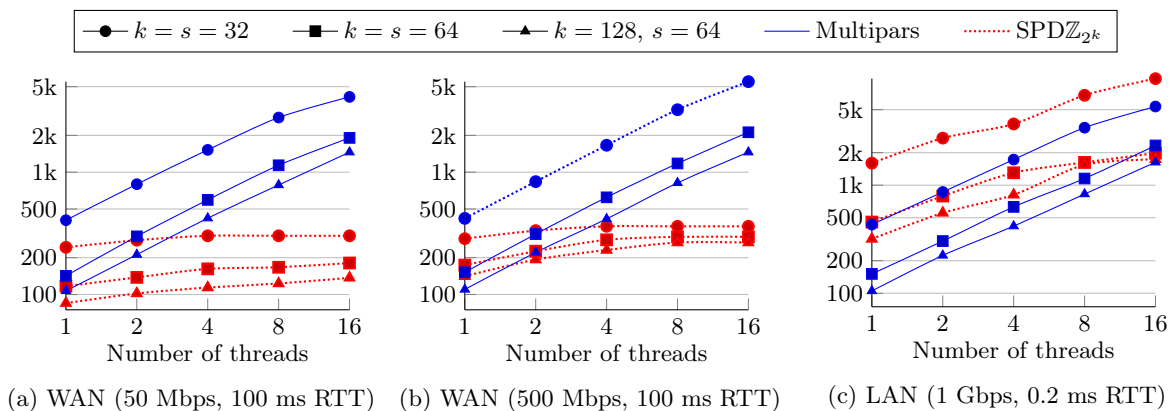 k = s = 32 k = s = 64 k = 128, s = 64 Multipars SPDℤ₂ᵏ
5k
2k
1k
500
200
100
1 2 4 8 16
Number of threads
(a) WAN (50 Mbps, 100 ms RTT)
5k
2k
1k
500
200
100
1 2 4 8 16
Number of threads
(b) WAN (500 Mbps, 100 ms RTT)
5k
2k
1k
500
200
100
1 2 4 8 16
Number of threads
(c) LAN (1 Gbps, 0.2 ms RTT)